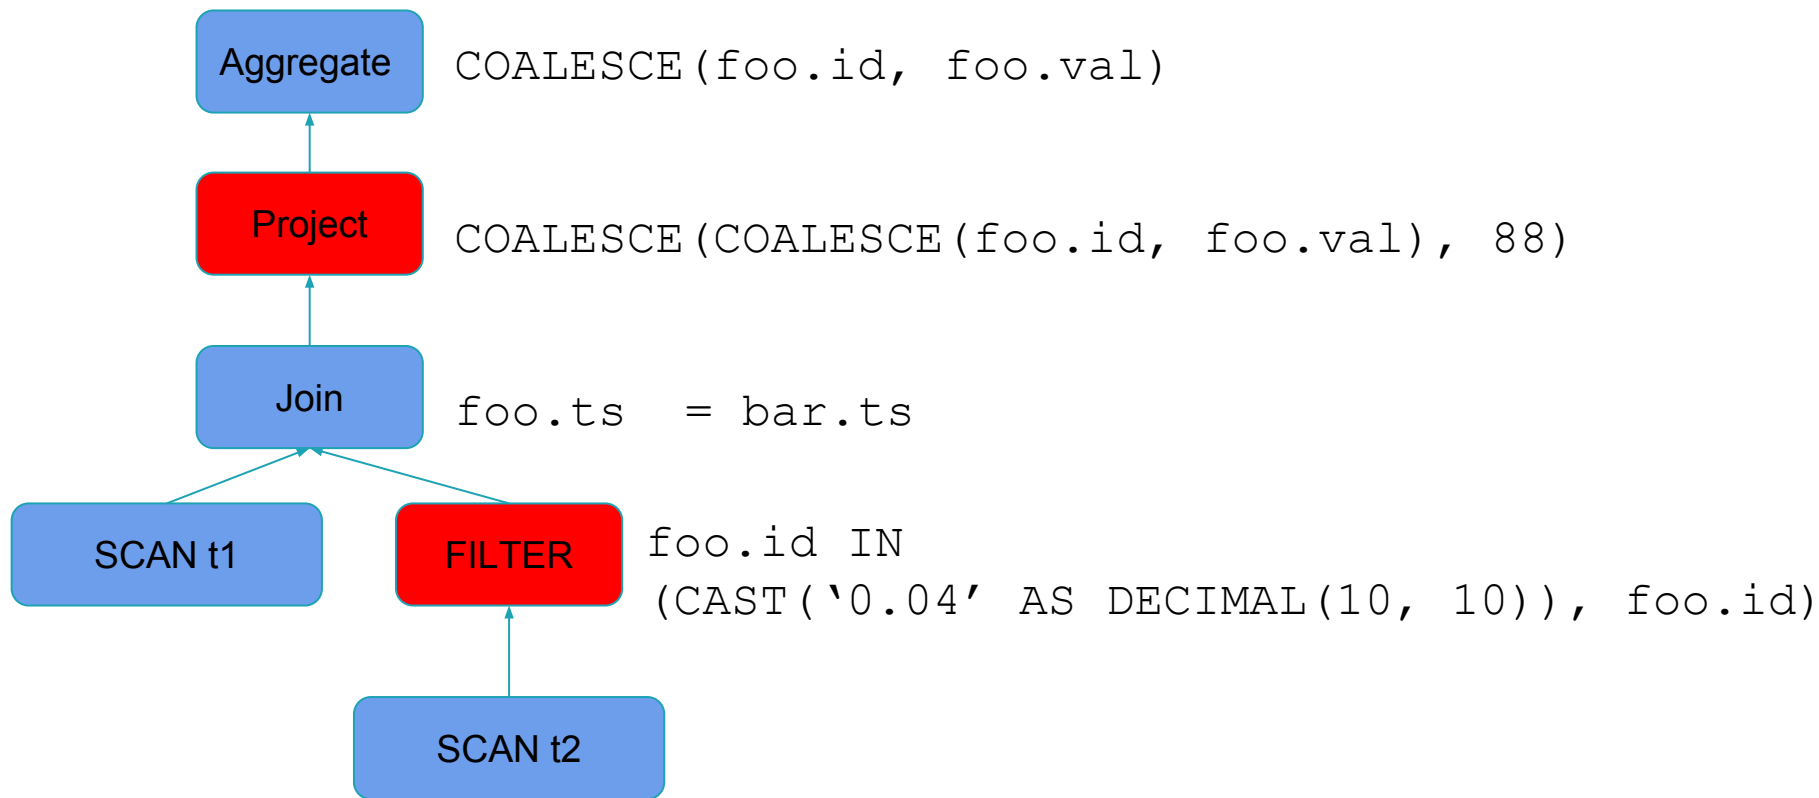 Aggregate
COALESCE(foo.id, foo.val)
Project
COALESCE(COALESCE(foo.id, foo.val), 88)
Join
foo.ts = bar.ts
SCAN t1
FILTER
foo.id IN
(CAST(‘0.04’ AS DECIMAL(10, 10)), foo.id)
SCAN t2